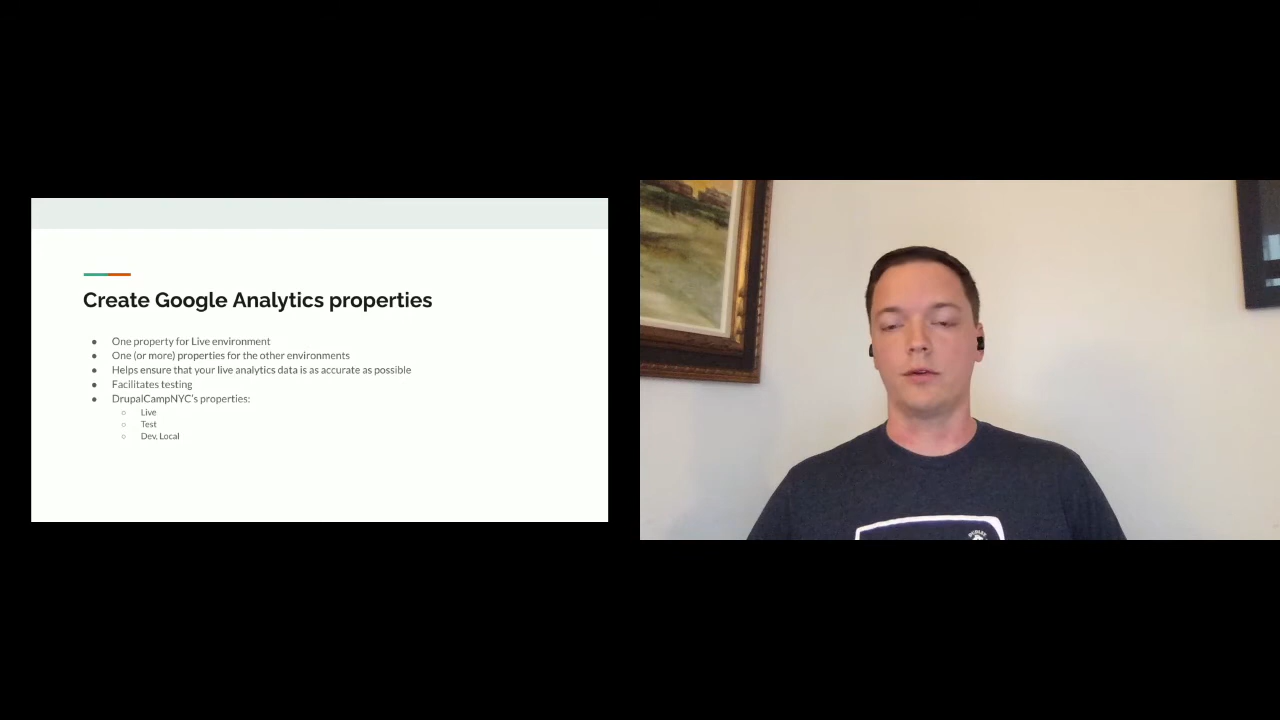 Create Google Analytics properties
● One property for Live environment
● One (or more) properties for the other environments
● Helps ensure that your live analytics data is as accurate as possible
● Facilitates testing
● DrupalCampNYC's properties:
○ Live
○ Test
○ Dev, Local